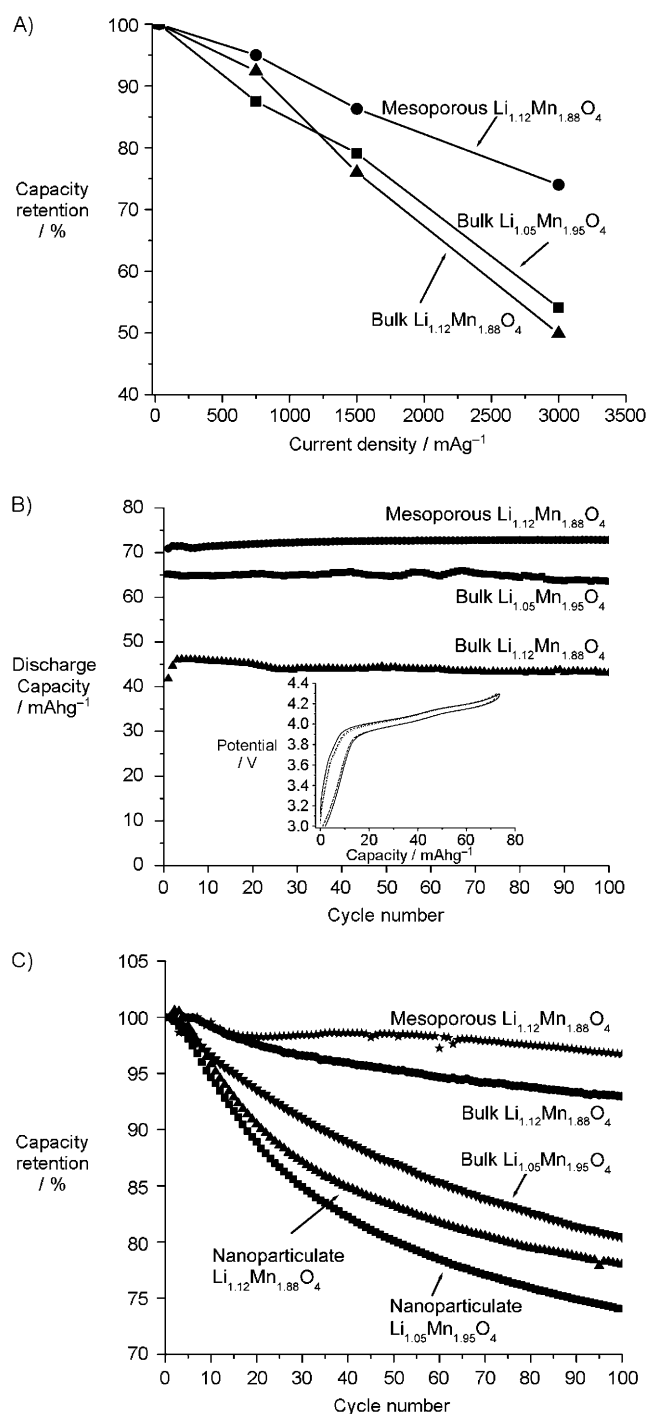 A)
100
90
80
70
60
50
40
Capacity
retention
/ %
Mesoporous Li₁.₁₂Mn₁.₈₈O₄
Bulk Li₁.₀₅Mn₁.₉₅O₄
Bulk Li₁.₁₂Mn₁.₈₈O₄
0 500 1000 1500 2000 2500 3000 3500
Current density / mAg⁻¹
B)
80
70
60
50
40
30
20
10
0
Discharge
Capacity
/ mAhg⁻¹
Mesoporous Li₁.₁₂Mn₁.₈₈O₄
Bulk Li₁.₀₅Mn₁.₉₅O₄
Bulk Li₁.₁₂Mn₁.₈₈O₄
4.4
4.2
4.0
3.8
3.6
3.4
3.2
3.0
Potential
/ V
0 20 40 60 80
Capacity / mAhg⁻¹
0 10 20 30 40 50 60 70 80 90 100
Cycle number
C)
105
100
95
90
85
80
75
70
Capacity
retention
/ %
Mesoporous Li₁.₁₂Mn₁.₈₈O₄
Bulk Li₁.₁₂Mn₁.₈₈O₄
Bulk Li₁.₀₅Mn₁.₉₅O₄
Nanoparticulate
Li₁.₁₂Mn₁.₈₈O₄
Nanoparticulate
Li₁.₀₅Mn₁.₉₅O₄
0 10 20 30 40 50 60 70 80 90 100
Cycle number